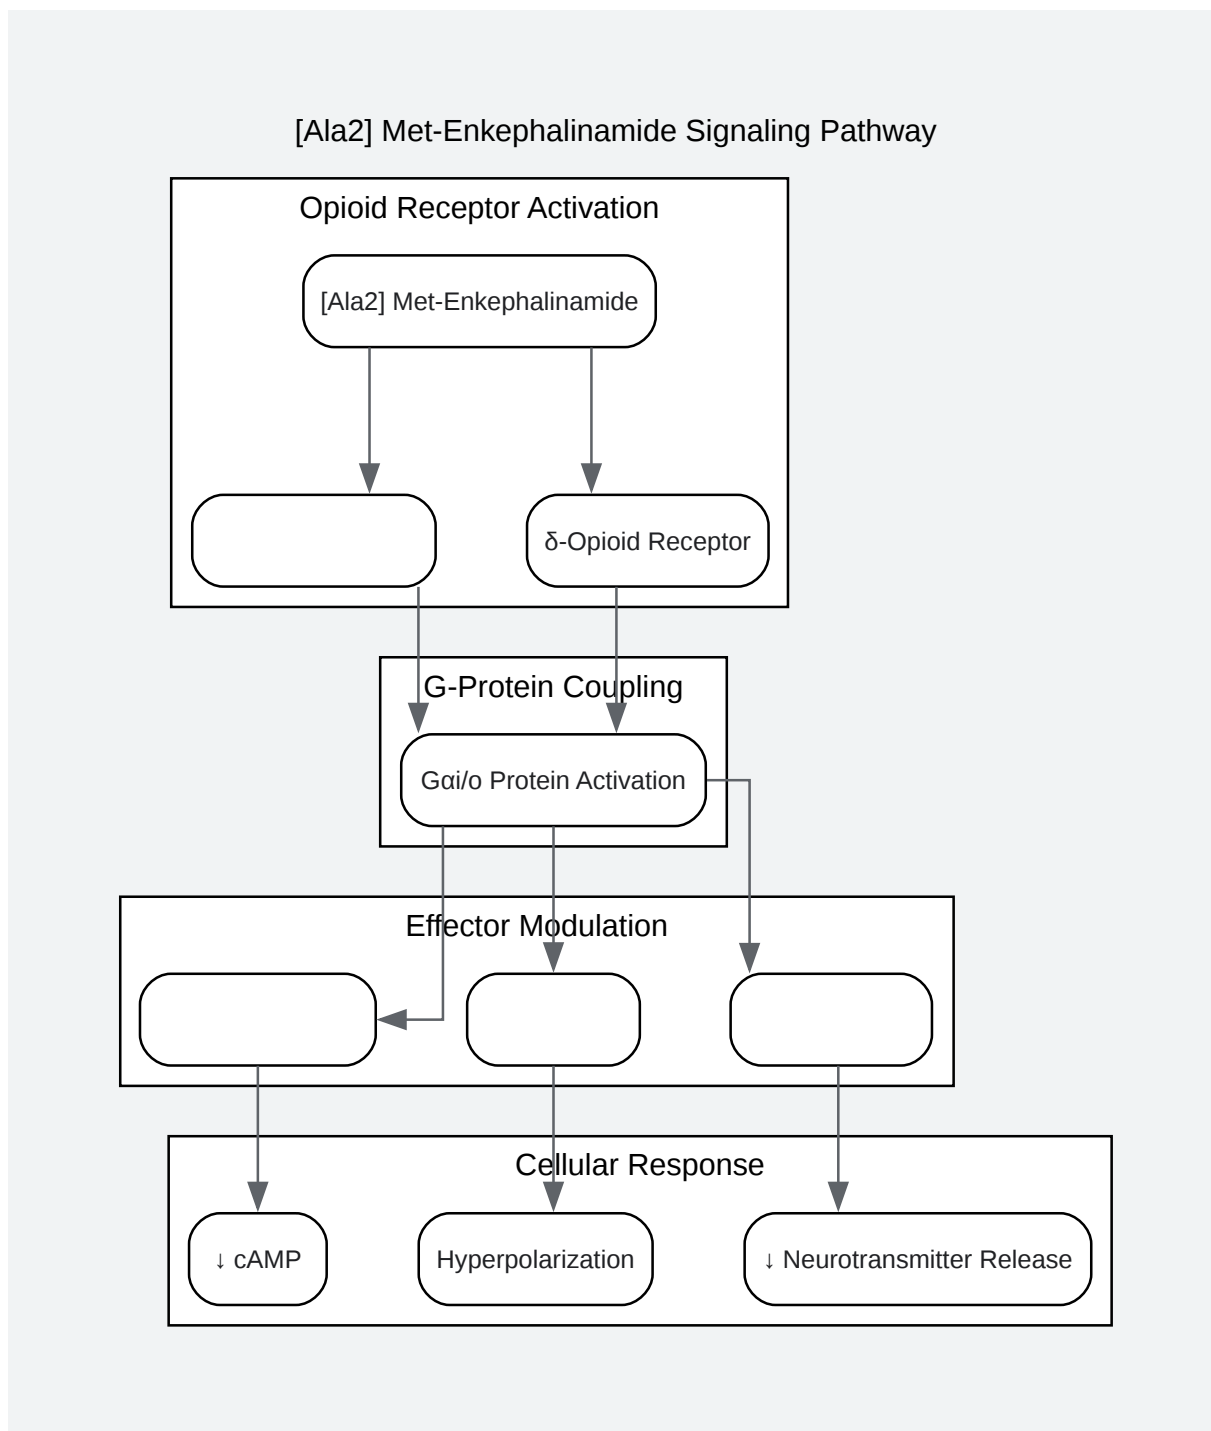 [Ala2] Met-Enkephalinamide Signaling Pathway
Opioid Receptor Activation
[Ala2] Met-Enkephalinamide
δ-Opioid Receptor
G-Protein Coupling
Gαi/o Protein Activation
Effector Modulation
Cellular Response
↓ cAMP
Hyperpolarization
↓ Neurotransmitter Release